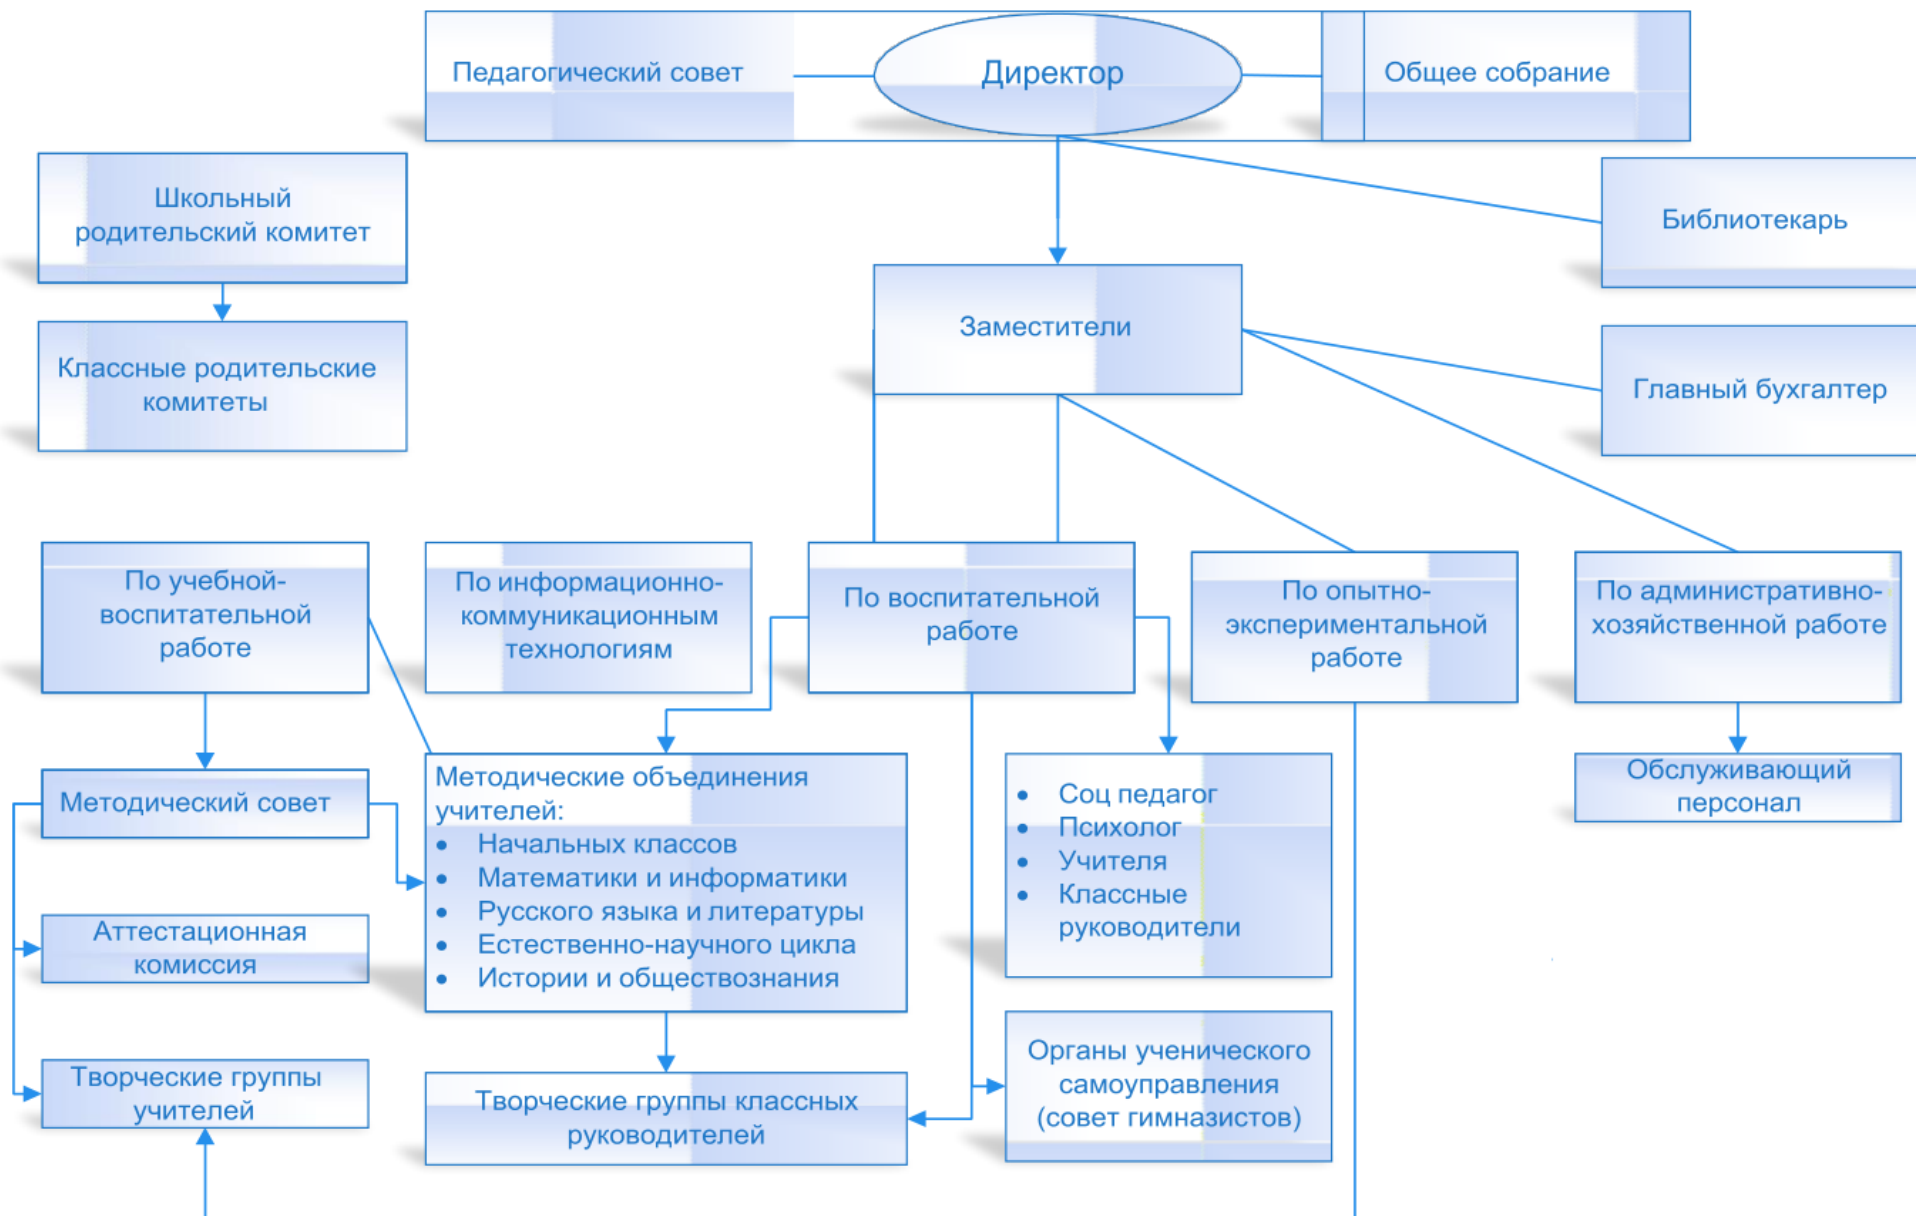 Педагогический совет
Директор
Общее собрание
Школьный
родительский комитет
Библиотекарь
Заместители
Классные родительские
комитеты
Главный бухгалтер
По учебной-
воспитательной
работе
По информационно-
коммуникационным
технологиям
По воспитательной
работе
По опытно-
экспериментальной
работе
По административно-
хозяйственной работе
Методический совет
Методические объединения
учителей:
• Начальных классов
• Математики и информатики
• Русского языка и литературы
• Естественно-научного цикла
• Истории и обществознания
• Соц педагог
• Психолог
• Учителя
• Классные
руководители
Обслуживающий
персонал
Аттестационная
комиссия
Творческие группы
учителей
Творческие группы классных
руководителей
Органы ученического
самоуправления
(совет гимназистов)